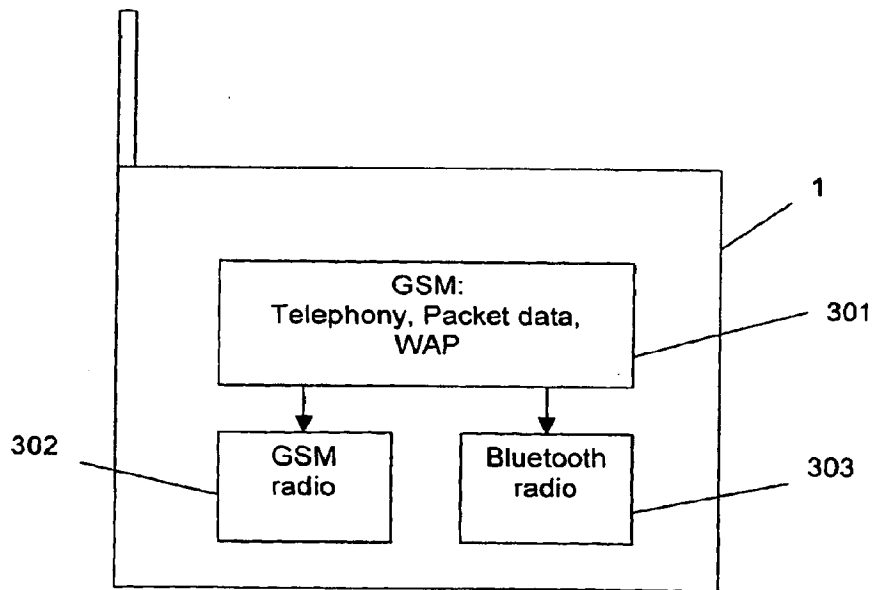 1
GSM:
Telephony, Packet data,
WAP
301
302
GSM
radio
Bluetooth
radio
303